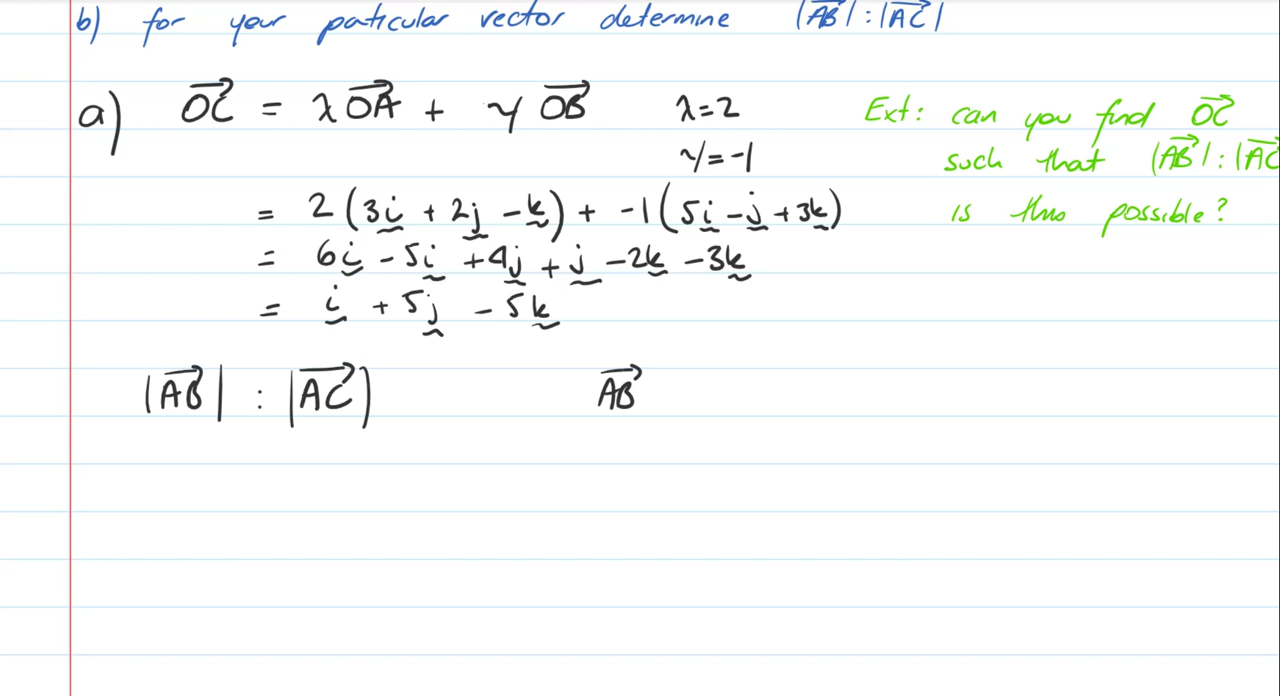 b) for your paticular vector determine |AB| : |AC|
a) OC = λOA + γOB λ=2
γ=-1
= 2(3i + 2j - k) + -1(5i - j + 3k)
= 6i - 5i + 4j + j - 2k - 3k
= i + 5j - 5k
|AB| : |AC| AB
Ext: can you find OC
such that |AB| : |AC
is this possible?